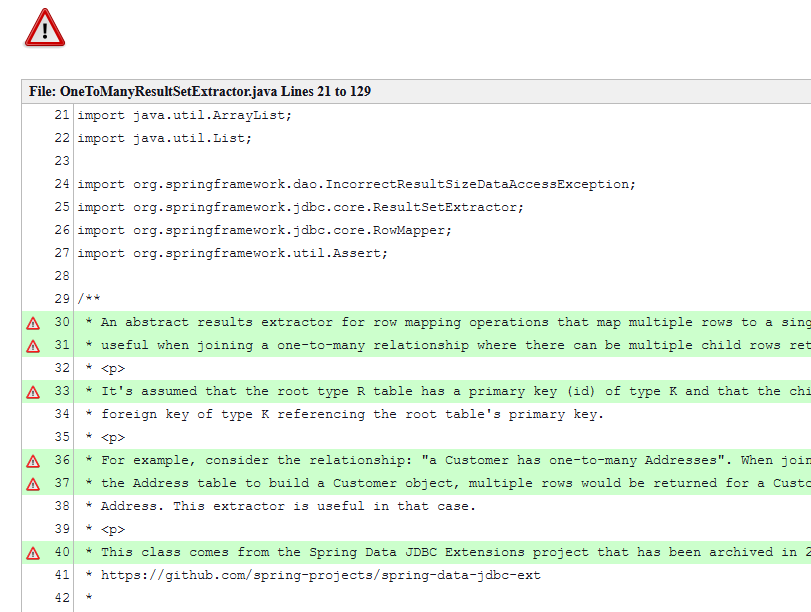 File: OneToManyResultSetExtractor.java Lines 21 to 129
21 import java.util.ArrayList;
22 import java.util.List;
23
24 import org.springframework.dao.IncorrectResultSizeDataAccessException;
25 import org.springframework.jdbc.core.ResultSetExtractor;
26 import org.springframework.jdbc.core.RowMapper;
27 import org.springframework.util.Assert;
28
29 /**
30 * An abstract results extractor for row mapping operations that map multiple rows to a
31 * useful when joining a one-to-many relationship where there can be multiple child rows
32 * <p>
33 * It's assumed that the root type R table has a primary key (id) of type K and that the
34 * foreign key of type K referencing the root table's primary key.
35 * <p>
36 * For example, consider the relationship: "a Customer has one-to-many Addresses". When
37 * the Address table to build a Customer object, multiple rows would be returned for a
38 * Address. This extractor is useful in that case.
39 * <p>
40 * This class comes from the Spring Data JDBC Extensions project that has been archived in
41 * https://github.com/spring-projects/spring-data-jdbc-ext
42 *